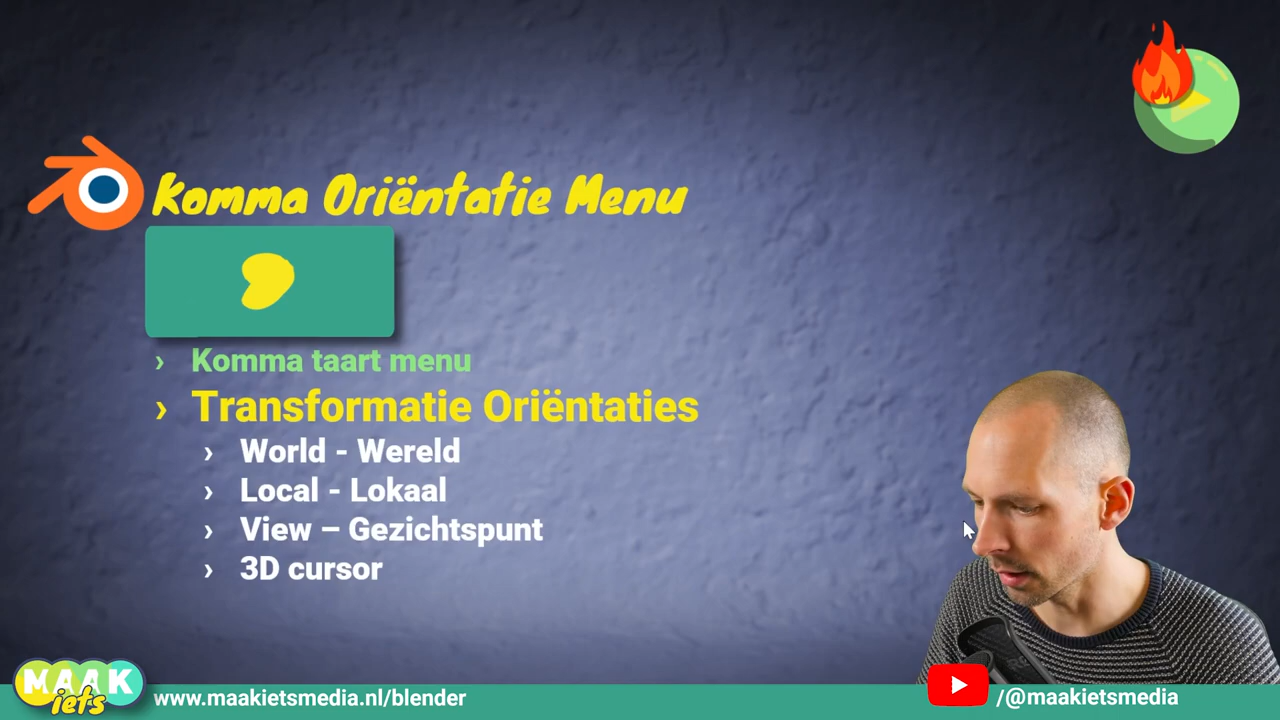 Komma Oriëntatie Menu
,
› Komma taart menu
› Transformatie Oriëntaties
› World - Wereld
› Local - Lokaal
› View – Gezichtspunt
› 3D cursor
MAAK
iets
www.maakietsmedia.nl/blender
/@maakietsmedia